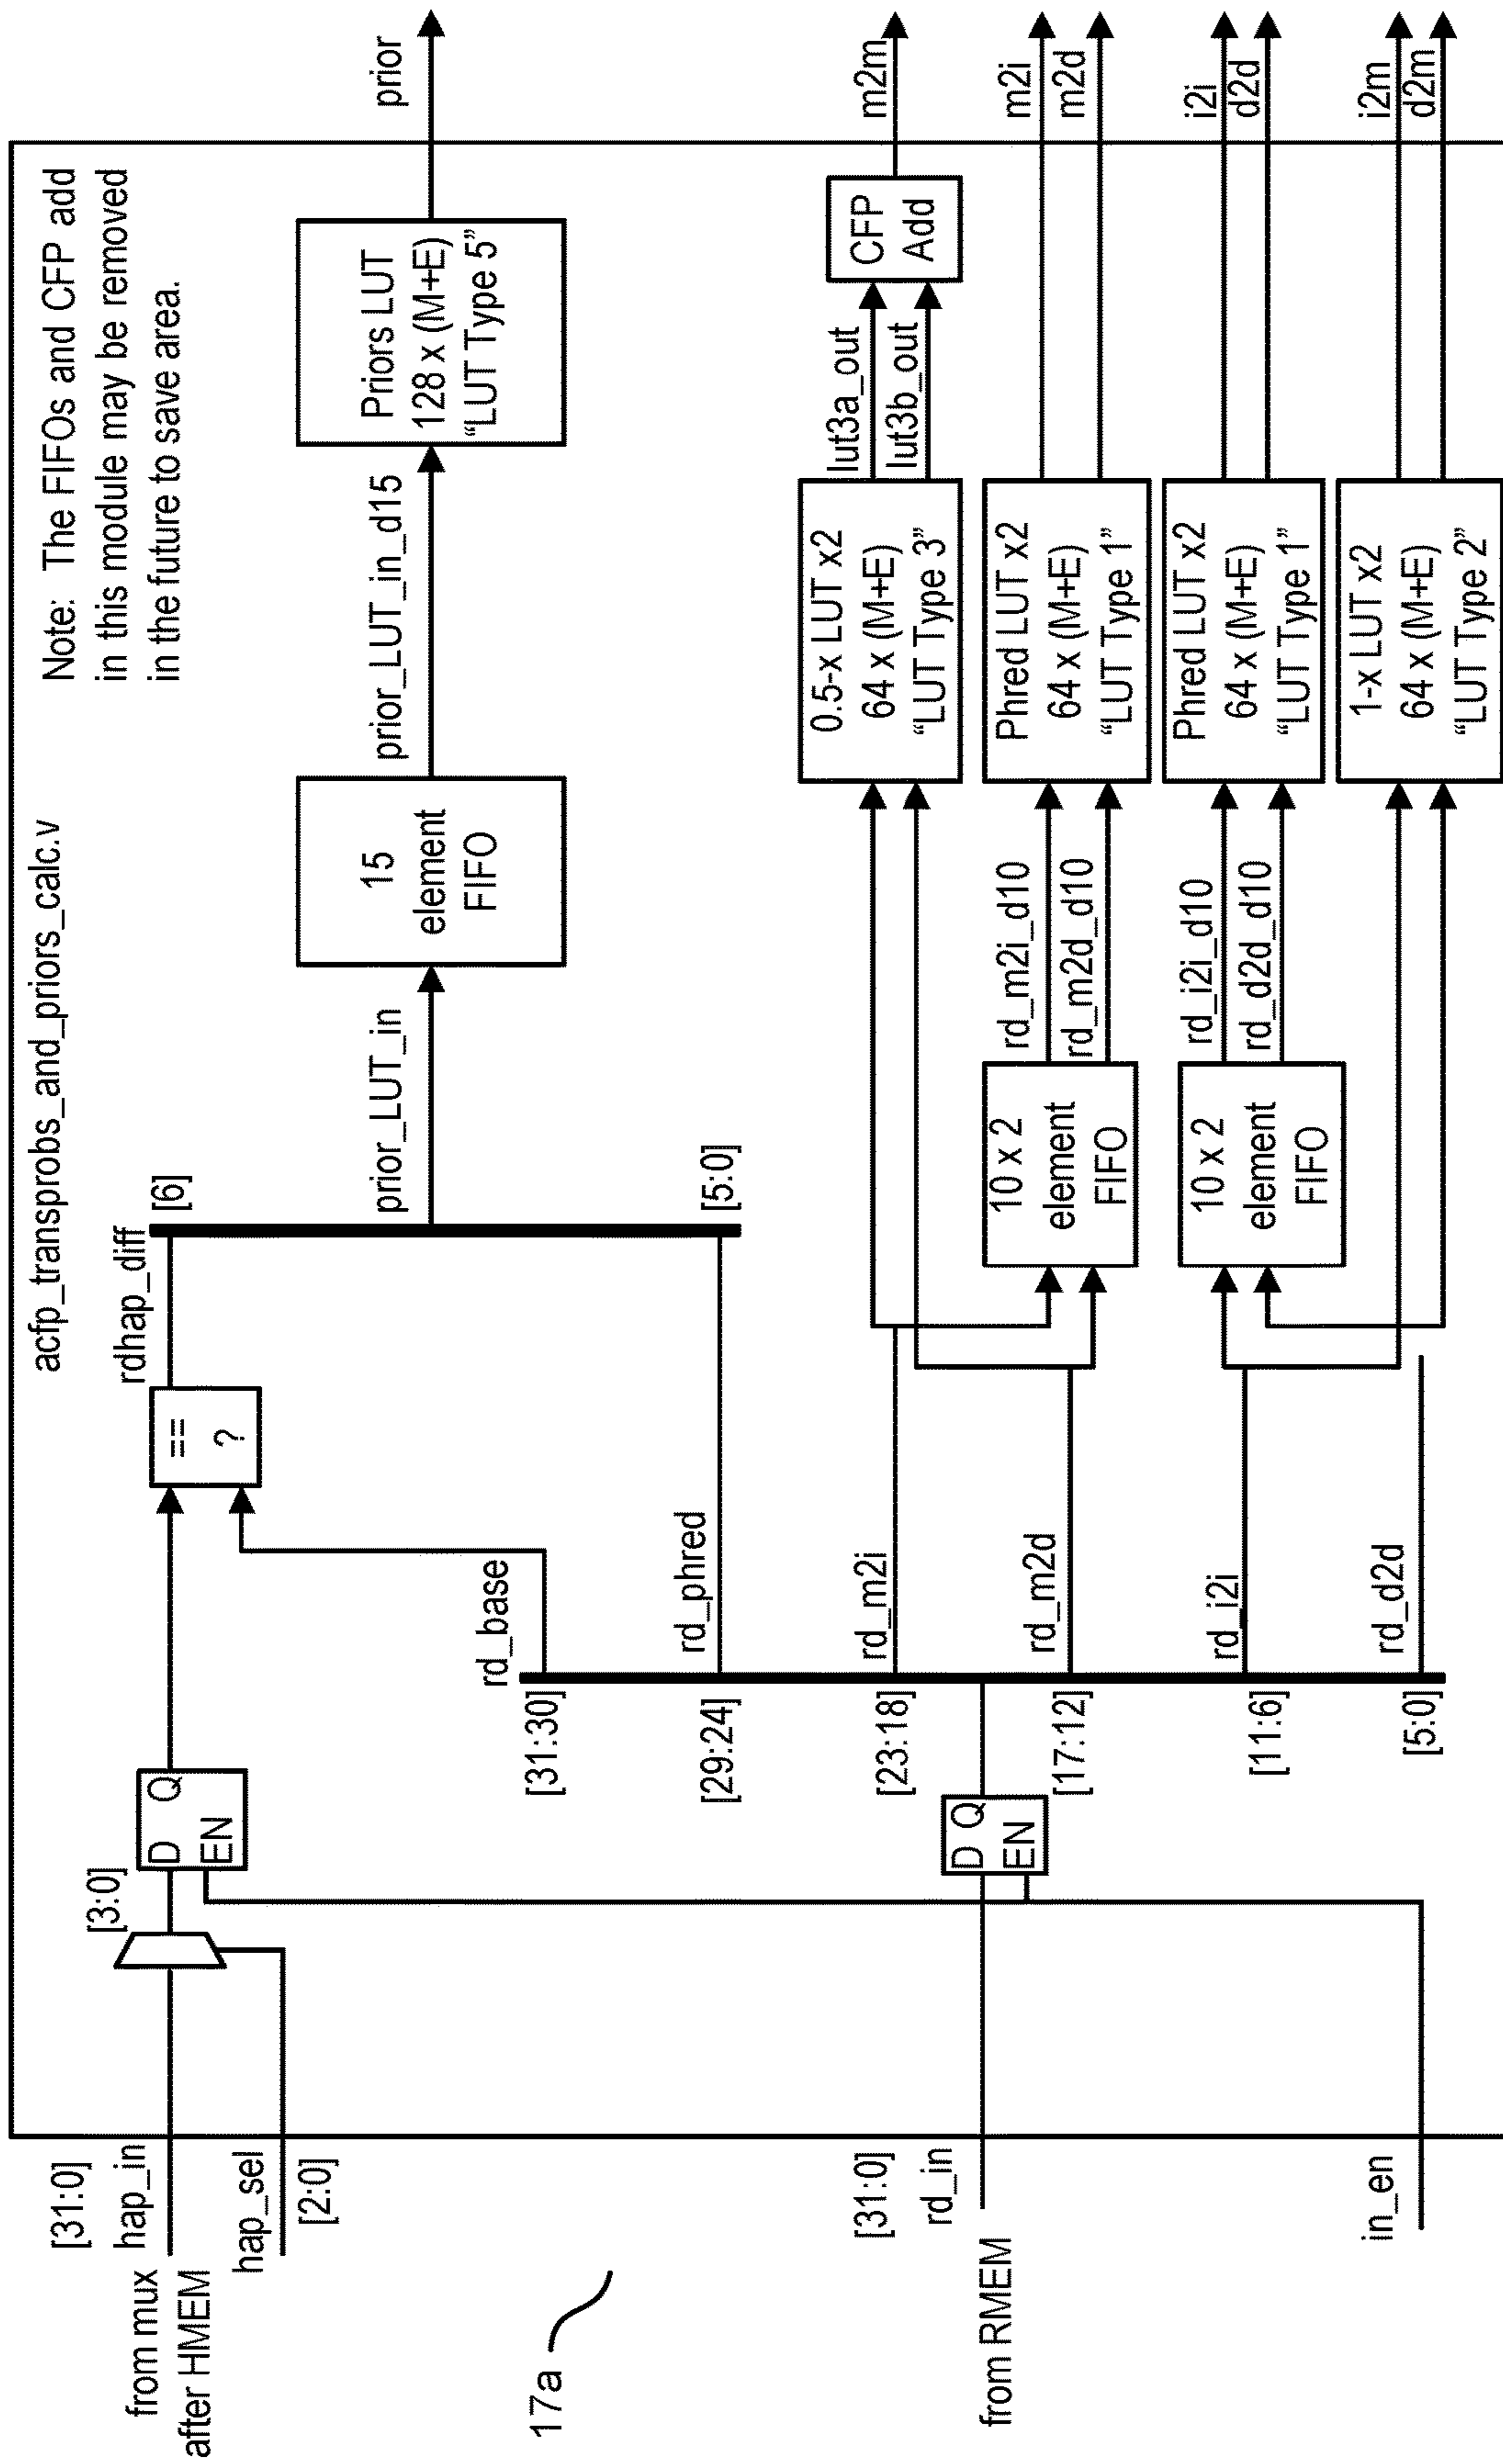 acfp_transprobs_and_priors_calc.v
Note: The FIFOs and CFP add
in this module may be removed
in the future to save area.
[31:0]
hap_in
from mux
after HMEM
hap_sel
[2:0]
[3:0]
D Q
EN
==
?
rdhap_diff
[6]
[5:0]
prior_LUT_in
15
element
FIFO
prior_LUT_in_d15
Priors LUT
128 x (M+E)
“LUT Type 5”
prior
17a
[31:0]
rd_in
from RMEM
in_en
D Q
EN
[31:30]
rd_base
[29:24]
rd_phred
[23:18]
rd_m2i
[17:12]
rd_m2d
[11:6]
rd_i2i
[5:0]
rd_d2d
10 x 2
element
FIFO
rd_m2i_d10
rd_m2d_d10
10 x 2
element
FIFO
rd_i2i_d10
rd_d2d_d10
0.5-x LUT x2
64 x (M+E)
“LUT Type 3”
lut3a_out
lut3b_out
CFP
Add
m2m
Phred LUT x2
64 x (M+E)
“LUT Type 1”
m2i
m2d
Phred LUT x2
64 x (M+E)
“LUT Type 1”
i2i
d2d
1-x LUT x2
64 x (M+E)
“LUT Type 2”
i2m
d2m